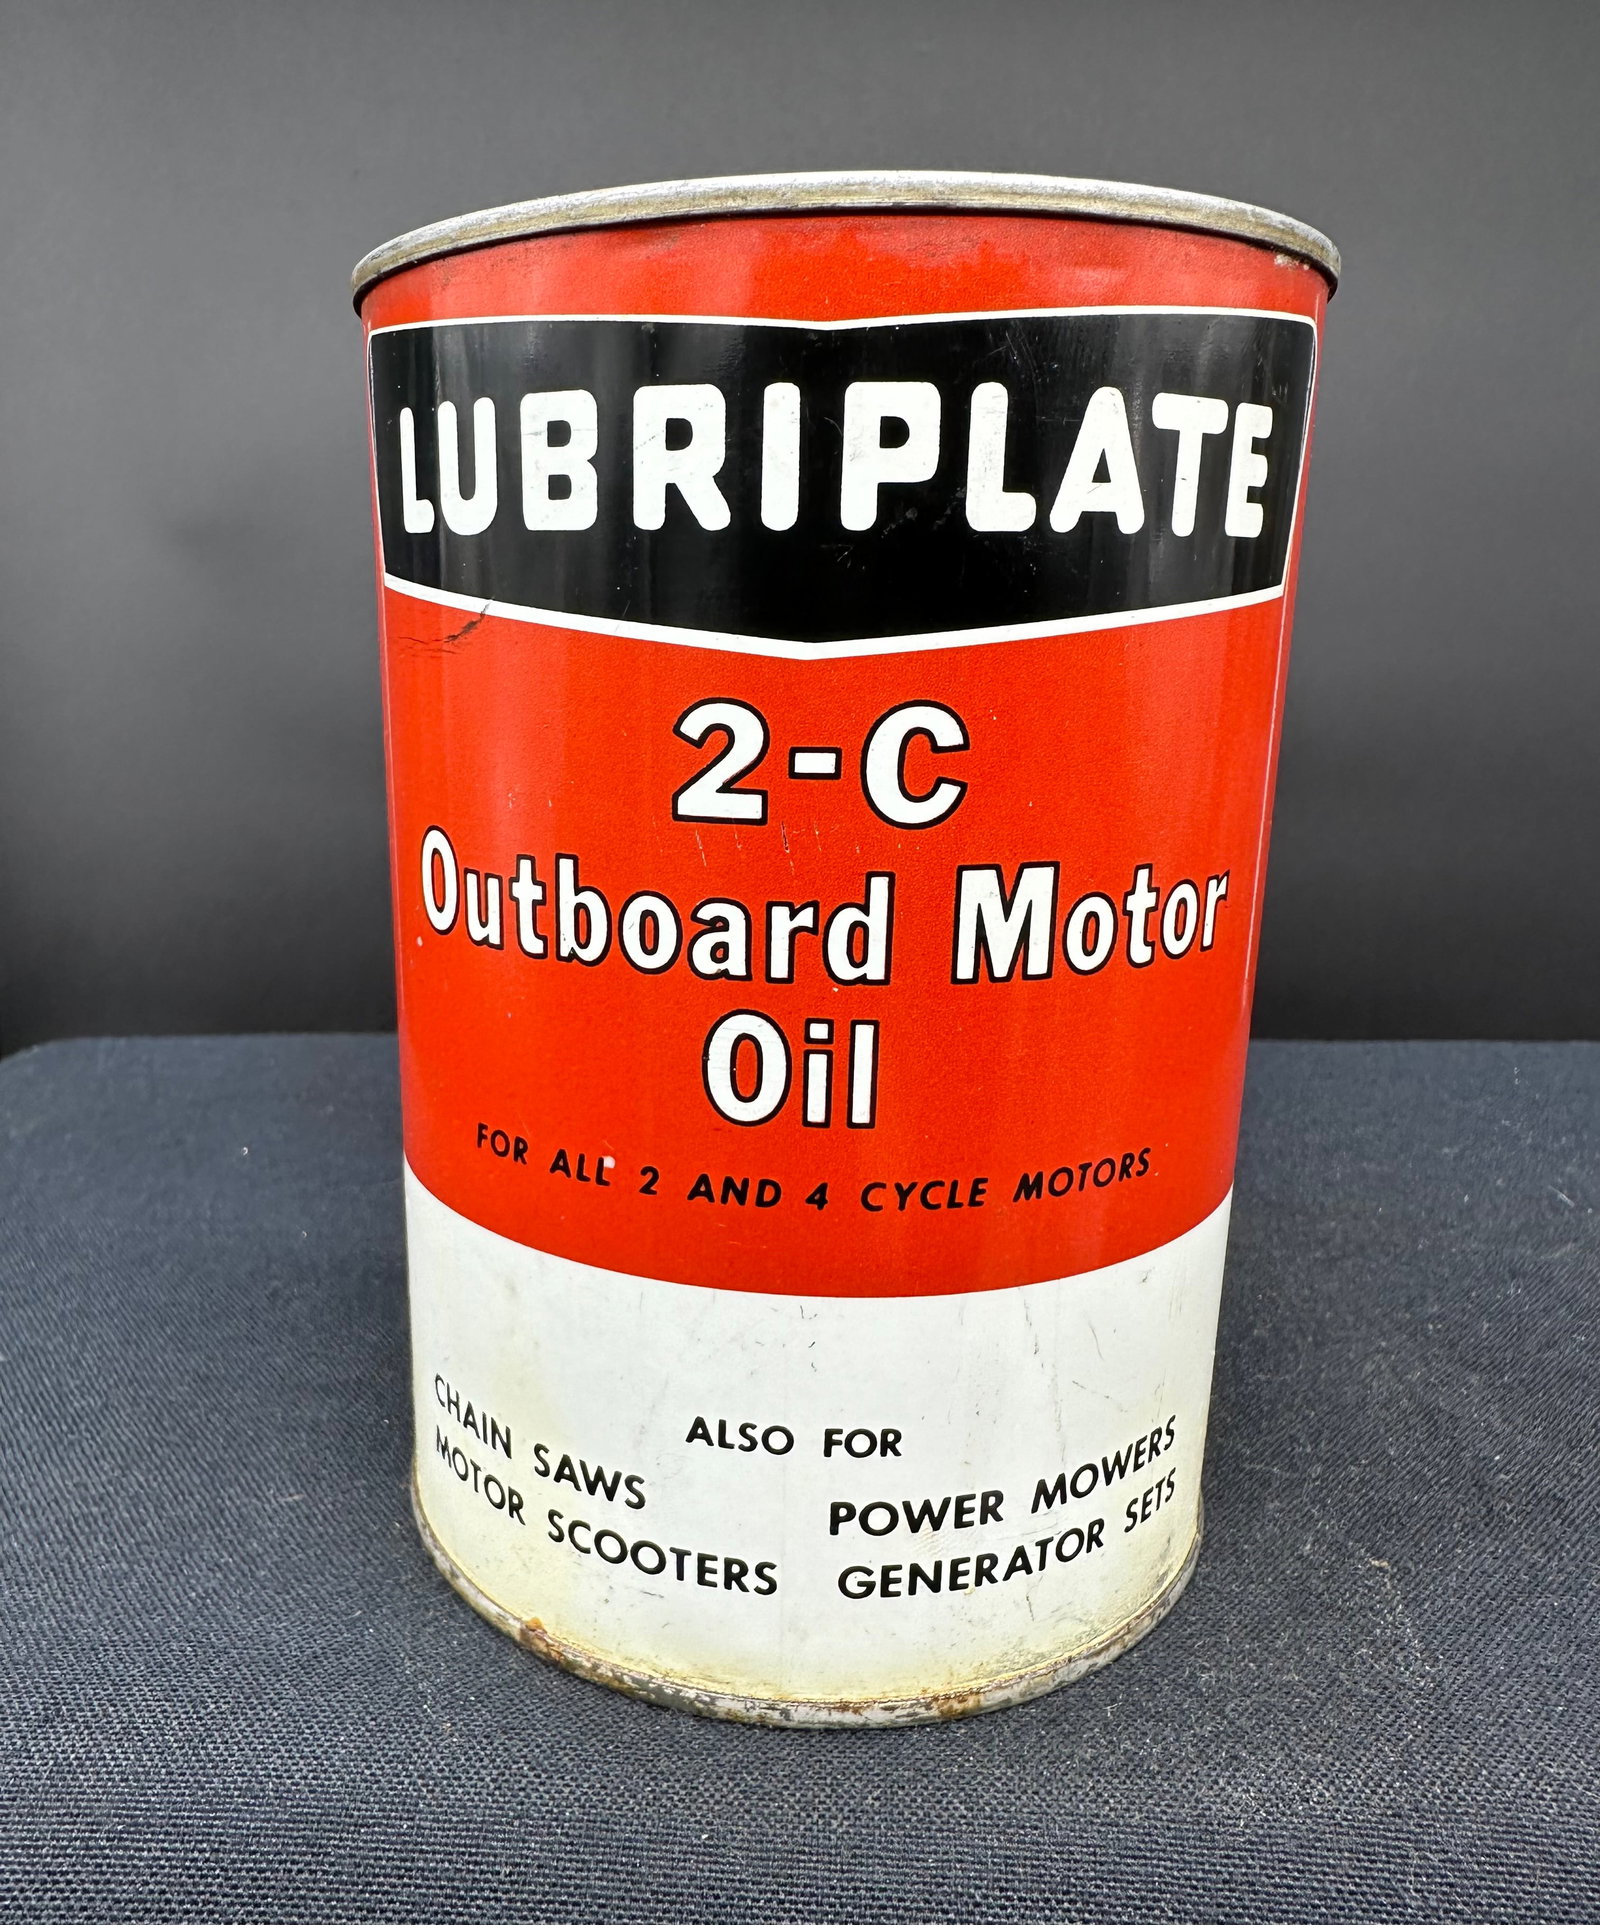 LUBRIPLATE
2-C
Outboard Motor
Oil
FOR ALL 2 AND 4 CYCLE MOTORS
ALSO FOR
CHAIN SAWS
MOTOR SCOOTERS
POWER MOWERS
GENERATOR SETS